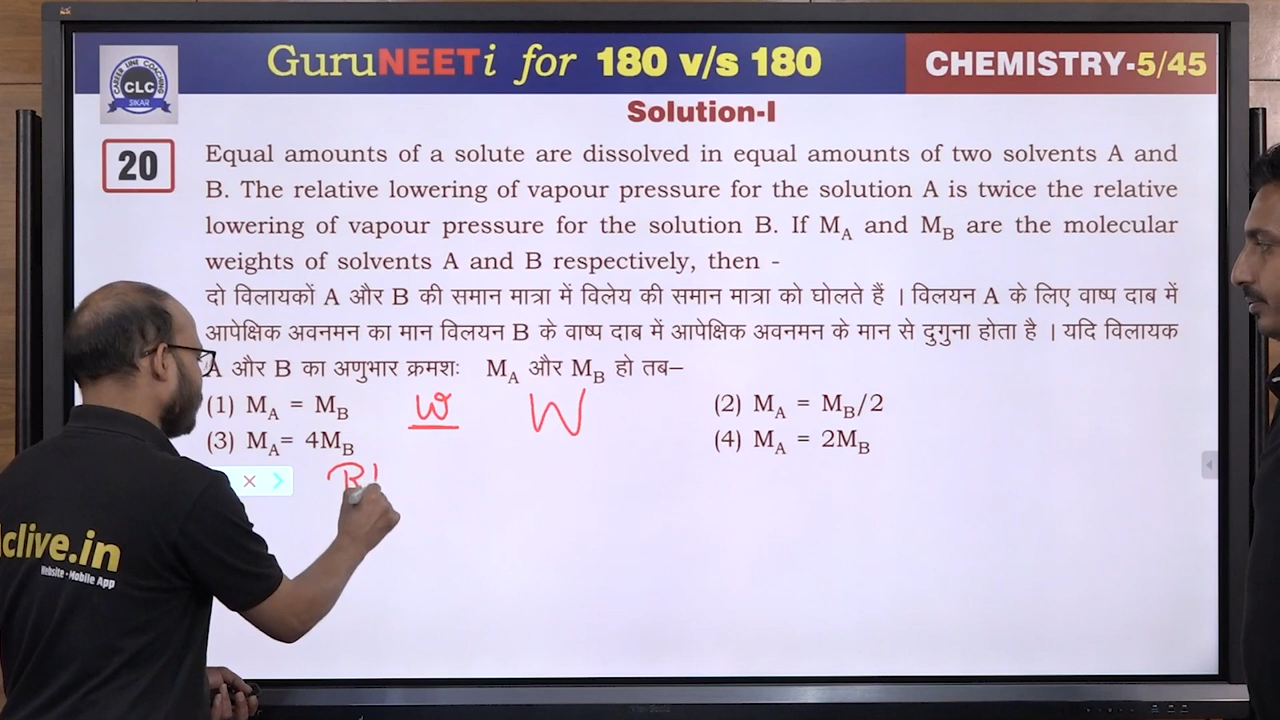 GuruNEETi for 180 v/s 180
CHEMISTRY-5/45
CAREER LINE COACHING
CLC
SIKAR
Solution-I
20
Equal amounts of a solute are dissolved in equal amounts of two solvents A and
B. The relative lowering of vapour pressure for the solution A is twice the relative
lowering of vapour pressure for the solution B. If MA and MB are the molecular
weights of solvents A and B respectively, then -
दो विलायकों A और B की समान मात्रा में विलेय की समान मात्रा को घोलते हैं । विलयन A के लिए वाष्प दाब में
आपेक्षिक अवनमन का मान विलयन B के वाष्प दाब में आपेक्षिक अवनमन के मान से दुगुना होता है । यदि विलायक
A और B का अणुभार क्रमशः MA और MB हो तब–
(1) MA = MB w W (2) MA = MB/2
(3) MA= 4MB (4) MA = 2MB
clive.in
Website - Mobile App